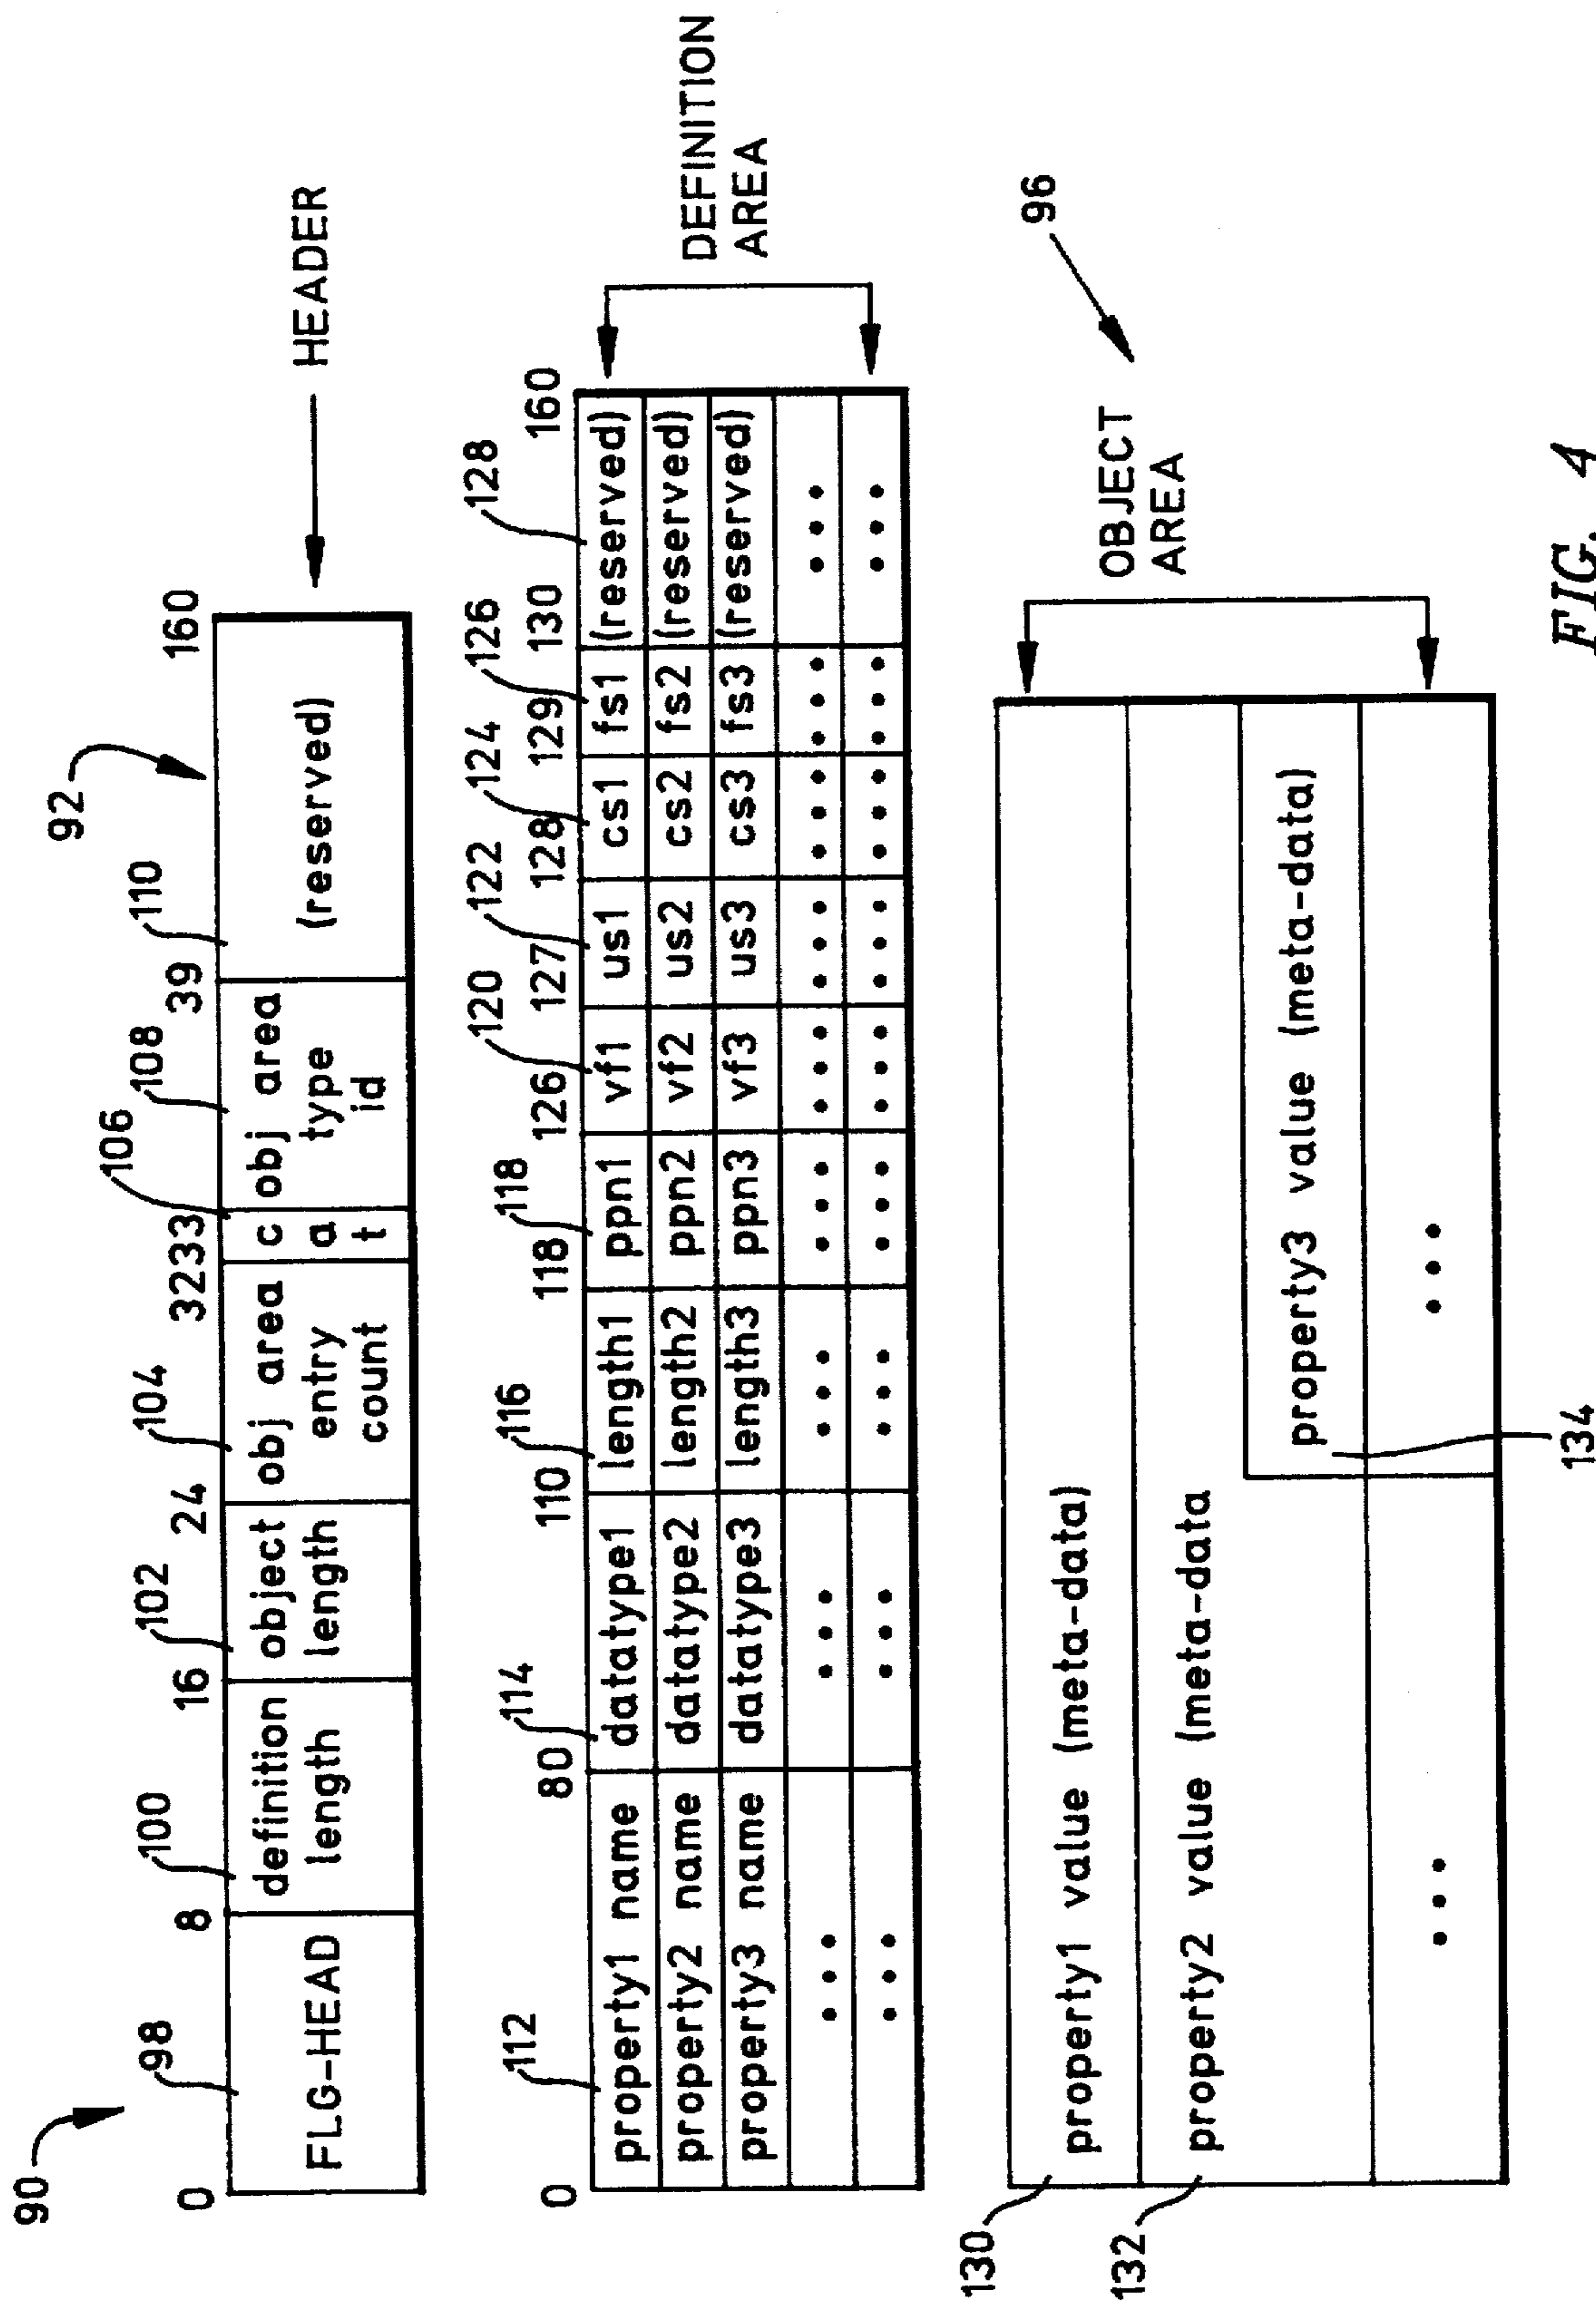 90
92
98
100
102
104
106
108
110
0
8
16
24
32
33
39
160
FLG-HEAD
definition
length
object
length
obj area
entry
count
c
a
t
obj area
type
id
(reserved)
HEADER
112
114
116
118
120
122
124
126
128
0
80
110
118
126
127
128
129
130
160
property1 name datatype1 length1 ppn1 vf1 us1 cs1 fs1 (reserved)
property2 name datatype2 length2 ppn2 vf2 us2 cs2 fs2 (reserved)
property3 name datatype3 length3 ppn3 vf3 us3 cs3 fs3 (reserved)
• • • • • • • • • • • • • • • • • • • • • • • • • • •
• • • • • • • • • • • • • • • • • • • • • • • • • • •
DEFINITION
AREA
130
property1 value (meta-data)
132
property2 value (meta-data
property3 value (meta-data)
• • • • • •
134
OBJECT
AREA
96
FIG. 4